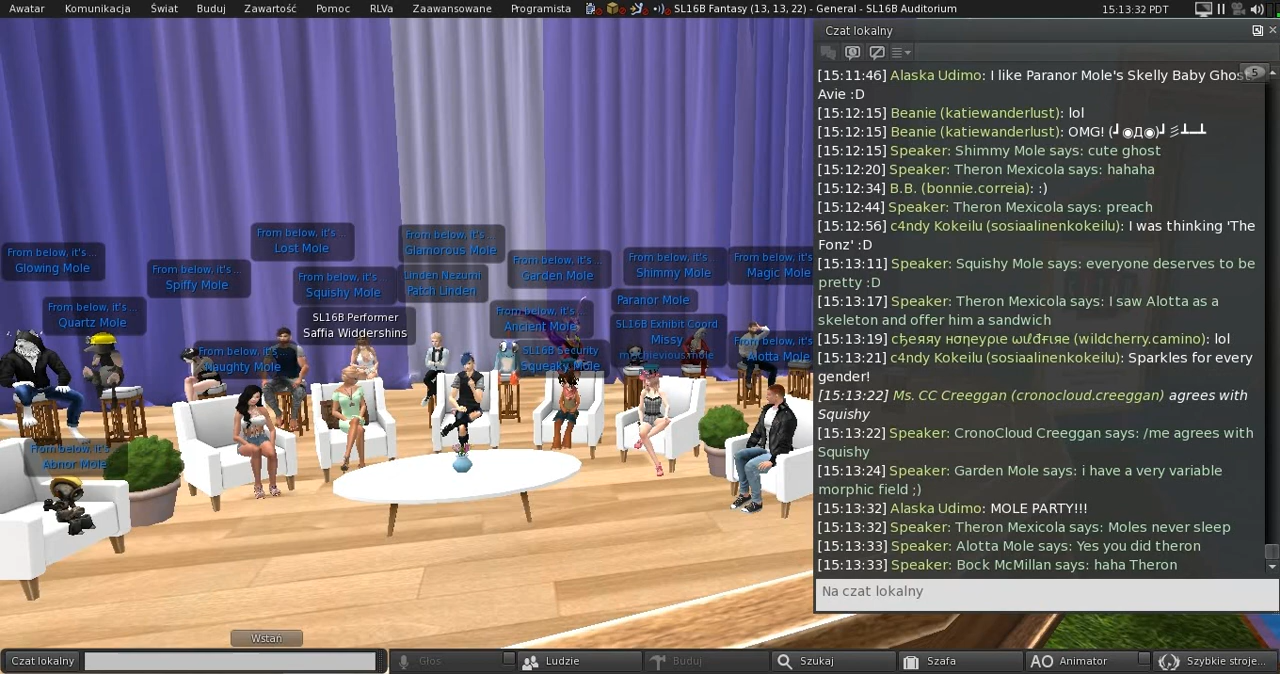 Awatar Komunikacja Świat Buduj Zawartość Pomoc RLVa Zaawansowane Programista SL16B Fantasy (13, 13, 22) - General - SL16B Auditorium 15:13:32 PDT
Czat lokalny
5
[15:11:46] Alaska Udimo: I like Paranor Mole's Skelly Baby Ghost
Avie :D
[15:12:15] Beanie (katiewanderlust): lol
[15:12:15] Beanie (katiewanderlust): OMG! (┛◉Д◉)┛彡┻━┻
[15:12:15] Speaker: Shimmy Mole says: cute ghost
[15:12:20] Speaker: Theron Mexicola says: hahaha
[15:12:34] B.B. (bonnie.correia): :)
[15:12:44] Speaker: Theron Mexicola says: preach
[15:12:56] c4ndy Kokeilu (sosiaalinenkokeilu): I was thinking 'The
Fonz' :D
[15:13:11] Speaker: Squishy Mole says: everyone deserves to be
pretty :D
[15:13:17] Speaker: Theron Mexicola says: I saw Alotta as a
skeleton and offer him a sandwich
[15:13:19] (wildcherry.camino): lol
[15:13:21] c4ndy Kokeilu (sosiaalinenkokeilu): Sparkles for every
gender!
[15:13:22] Ms. CC Creeggan (cronocloud.creeggan) agrees with
Squishy
[15:13:22] Speaker: CronoCloud Creeggan says: /me agrees with
Squishy
[15:13:24] Speaker: Garden Mole says: i have a very variable
morphic field ;)
[15:13:32] Alaska Udimo: MOLE PARTY!!!
[15:13:32] Speaker: Theron Mexicola says: Moles never sleep
[15:13:33] Speaker: Alotta Mole says: Yes you did theron
[15:13:33] Speaker: Bock McMillan says: haha Theron
Na czat lokalny
From below, it's ...
Glowing Mole
From below, it's ...
Quartz Mole
From below, it's ...
Spiffy Mole
From below, it's ...
Lost Mole
From below, it's ...
Squishy Mole
SL16B Performer
Saffia Widdershins
From below, it's ...
Naughty Mole
From below, it's ...
Glamorous Mole
Linden Nezumi
Patch Linden
From below, it's ...
Garden Mole
From below, it's ...
Ancient Mole
SL16B Security
Squeaky Mole
From below, it's ...
Shimmy Mole
Paranor Mole
SL16B Exhibit Coord
Missy
mischievious.mole
From below, it's
Magic Mole
From below, it's
Alotta Mole
From below, it's ...
Abnor Mole
Wstań
Czat lokalny Głos Ludzie Buduj Szukaj Szafa AO Animator Szybkie stroje...